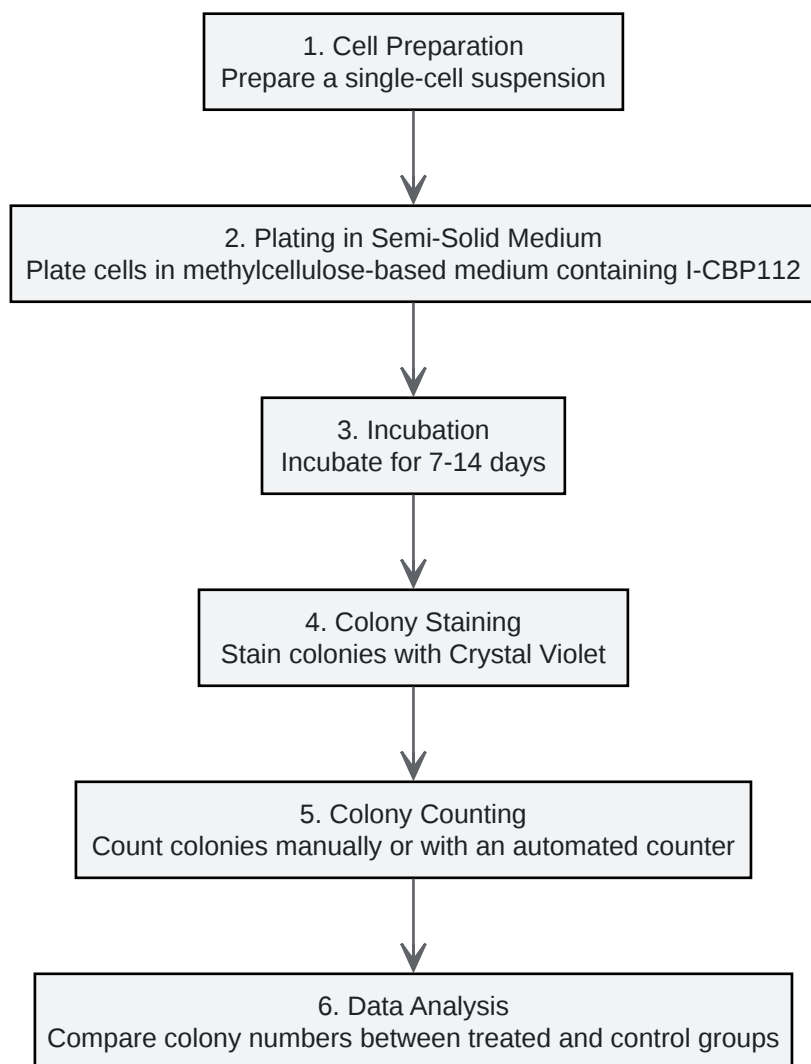 1. Cell Preparation
Prepare a single-cell suspension
2. Plating in Semi-Solid Medium
Plate cells in methylcellulose-based medium containing I-CBP112
3. Incubation
Incubate for 7-14 days
4. Colony Staining
Stain colonies with Crystal Violet
5. Colony Counting
Count colonies manually or with an automated counter
6. Data Analysis
Compare colony numbers between treated and control groups